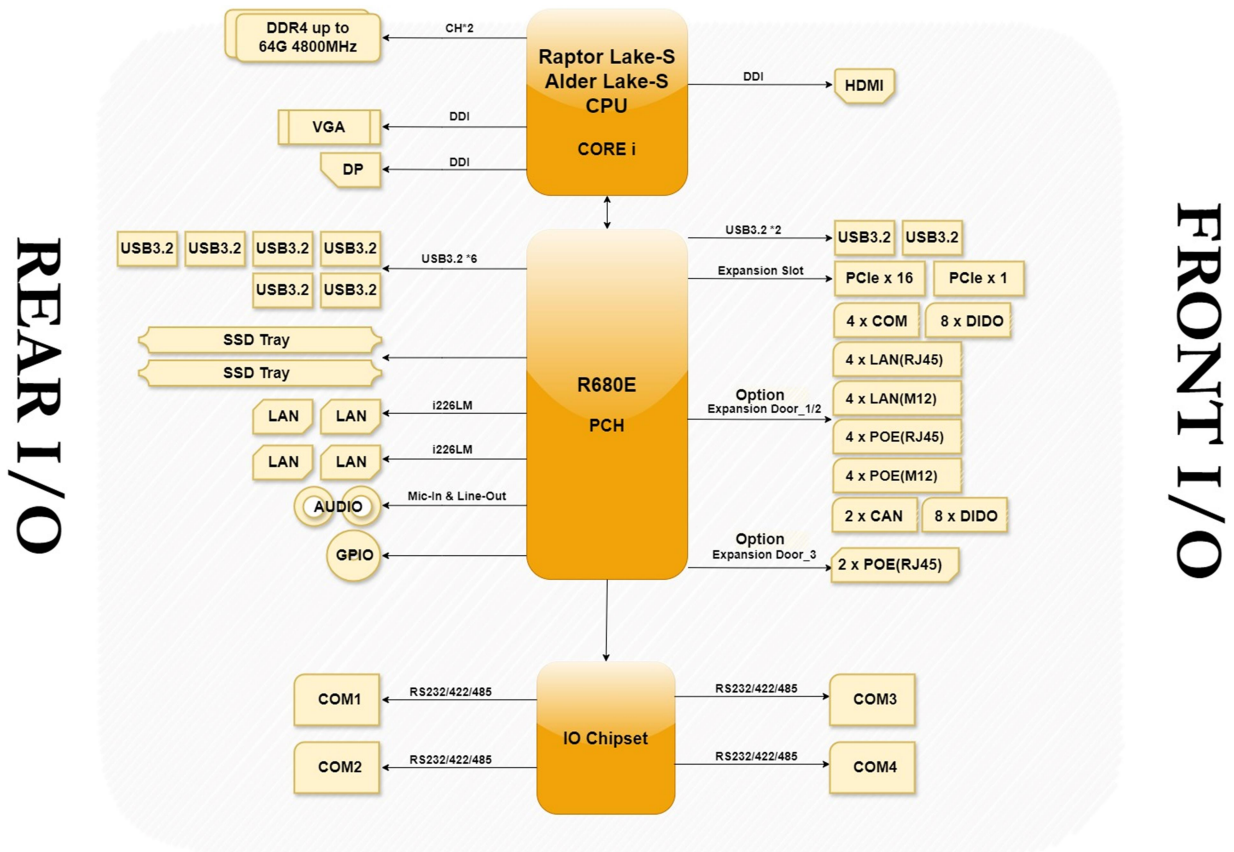 REAR I/O
DDR4 up to
64G 4800MHz
CH*2
VGA
DDI
DP
DDI
Raptor Lake-S
Alder Lake-S
CPU
CORE i
DDI
HDMI
USB3.2 USB3.2 USB3.2 USB3.2
USB3.2 USB3.2
USB3.2 *6
SSD Tray
SSD Tray
LAN LAN
i226LM
LAN LAN
i226LM
AUDIO
Mic-In & Line-Out
GPIO
R680E
PCH
USB3.2 *2
USB3.2 USB3.2
Expansion Slot
PCIe x 16 PCIe x 1
4 x COM 8 x DIDO
4 x LAN(RJ45)
4 x LAN(M12)
Option
Expansion Door_1/2
4 x POE(RJ45)
4 x POE(M12)
2 x CAN 8 x DIDO
Option
Expansion Door_3
2 x POE(RJ45)
COM1
RS232/422/485
COM2
RS232/422/485
IO Chipset
RS232/422/485
COM3
RS232/422/485
COM4
FRONT I/O